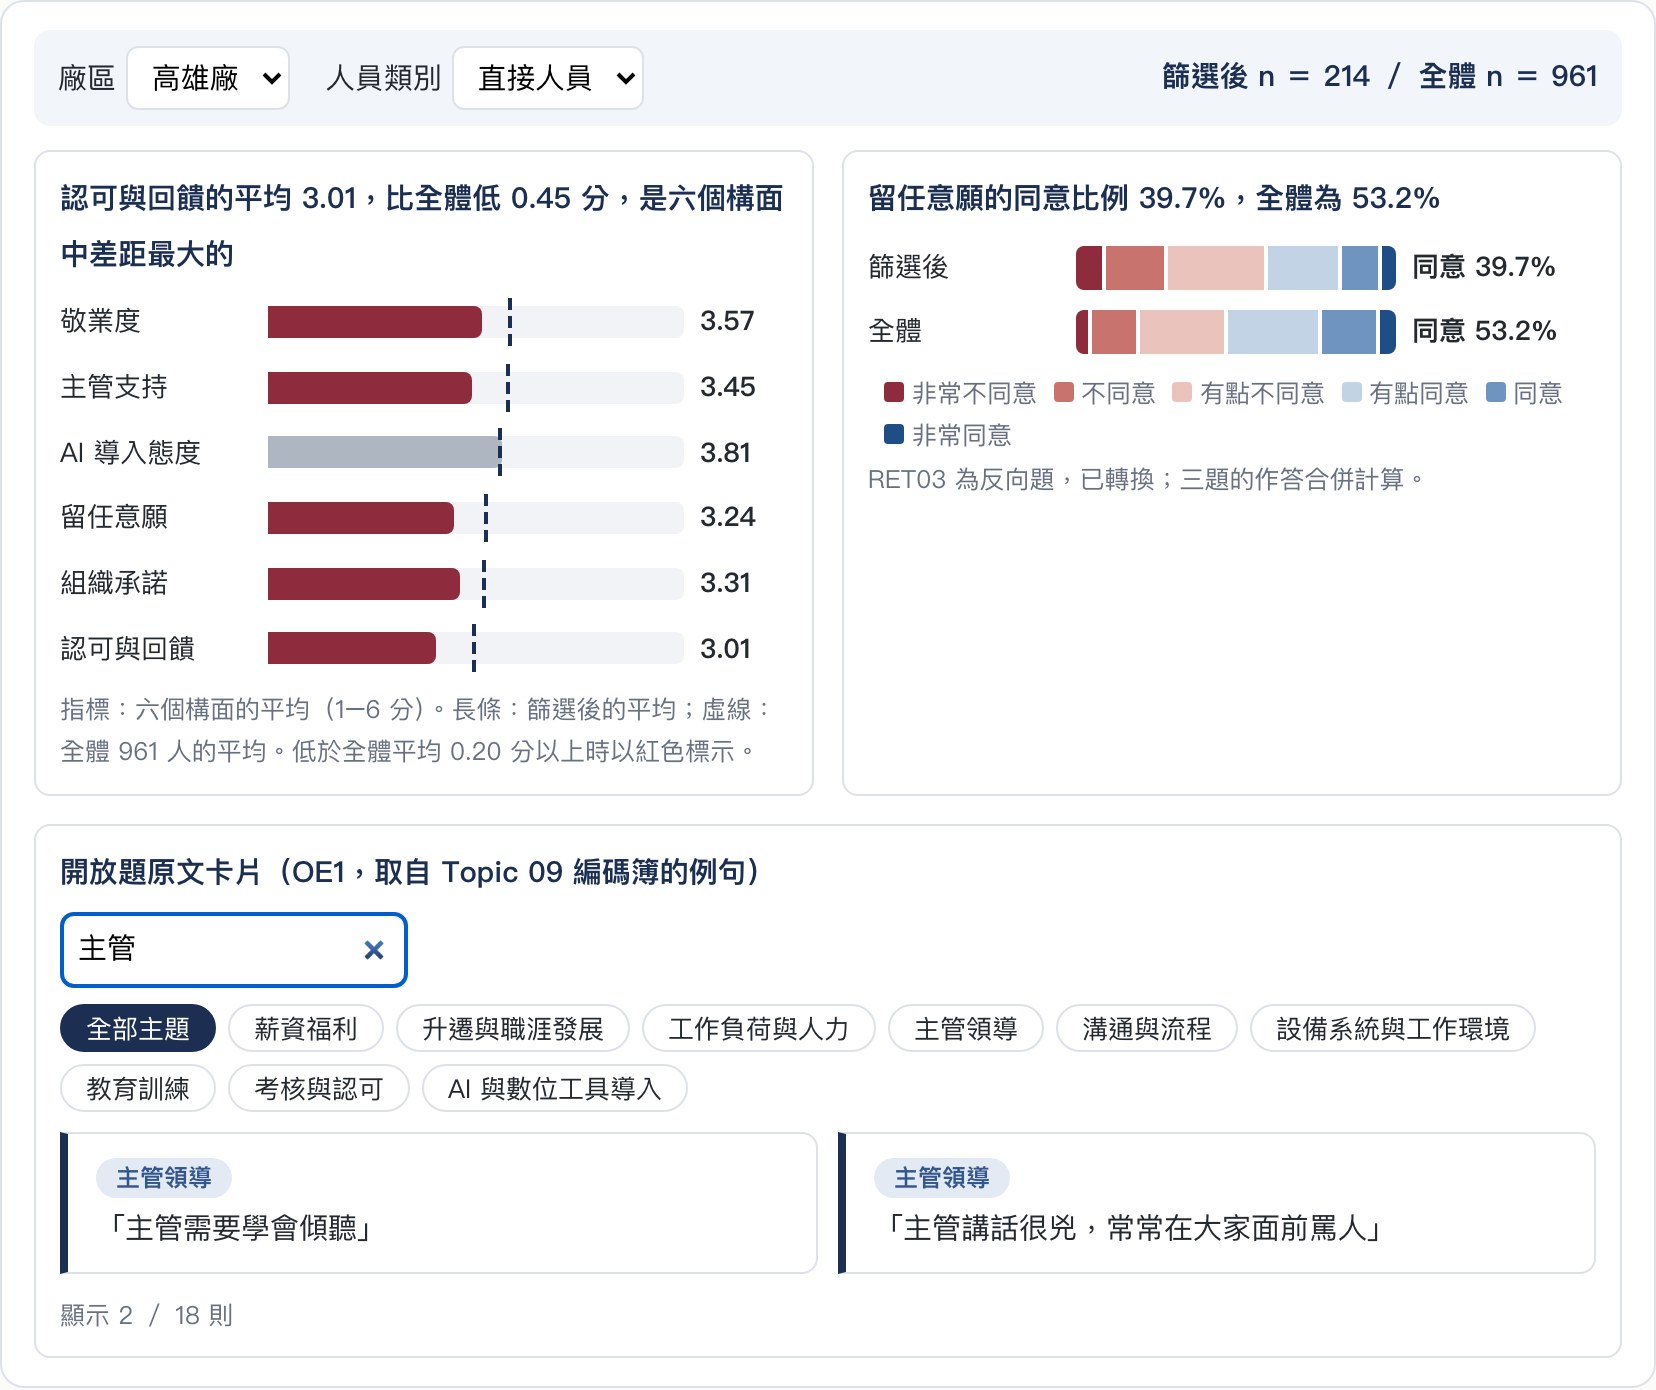 廠區 高雄廠 人員類別 直接人員 篩選後 n = 214 / 全體 n = 961
認可與回饋的平均 3.01，比全體低 0.45 分，是六個構面
中差距最大的
敬業度 3.57
主管支持 3.45
AI 導入態度 3.81
留任意願 3.24
組織承諾 3.31
認可與回饋 3.01
指標：六個構面的平均（1–6 分）。長條：篩選後的平均；虛線：
全體 961 人的平均。低於全體平均 0.20 分以上時以紅色標示。
留任意願的同意比例 39.7%，全體為 53.2%
篩選後 同意 39.7%
全體 同意 53.2%
非常不同意 不同意 有點不同意 有點同意 同意
非常同意
RET03 為反向題，已轉換；三題的作答合併計算。
開放題原文卡片（OE1，取自 Topic 09 編碼簿的例句）
主管 ×
全部主題 薪資福利 升遷與職涯發展 工作負荷與人力 主管領導 溝通與流程 設備系統與工作環境
教育訓練 考核與認可 AI 與數位工具導入
主管領導
「主管需要學會傾聽」
主管領導
「主管講話很兇，常常在大家面前罵人」
顯示 2 / 18 則